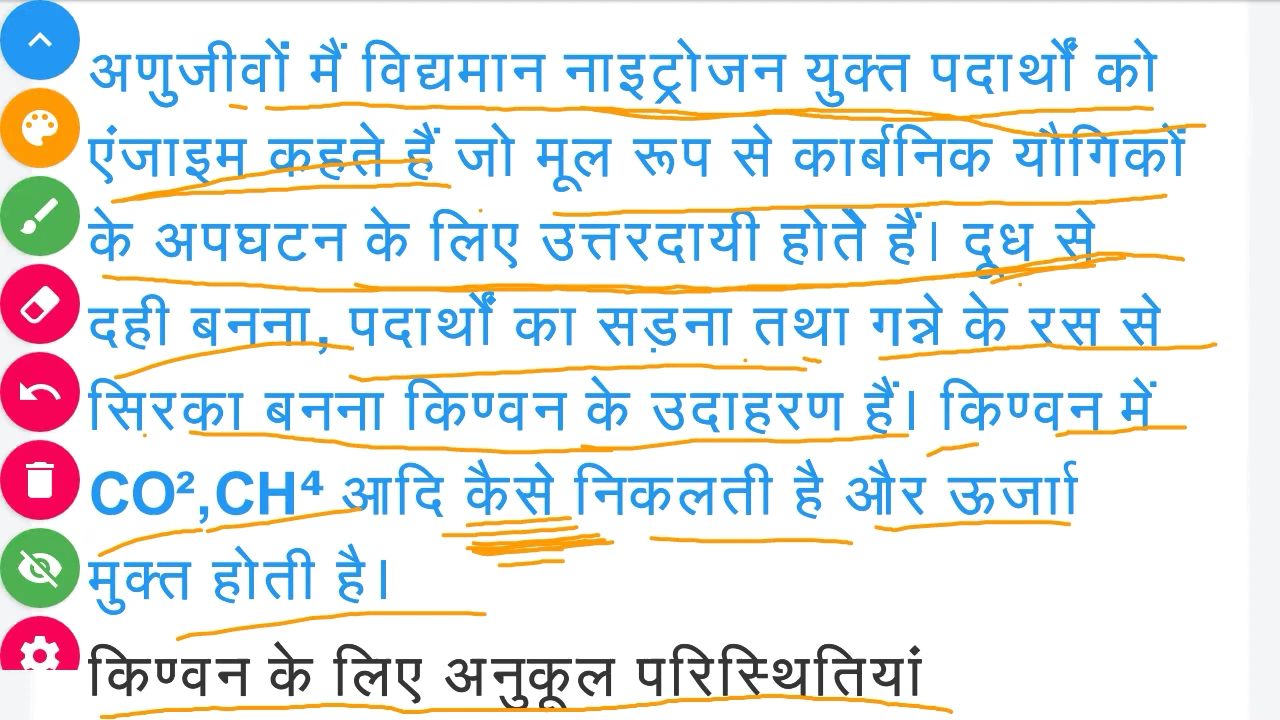 अणुजीवों मैं विद्यमान नाइट्रोजन युक्त पदार्थों को
एंजाइम कहते हैं जो मूल रूप से कार्बनिक यौगिकों
के अपघटन के लिए उत्तरदायी होते हैं। दूध से
दही बनना, पदार्थों का सड़ना तथा गन्ने के रस से
सिरका बनना किण्वन के उदाहरण हैं। किण्वन में
CO²,CH⁴ आदि कैसे निकलती है और ऊर्जाा
मुक्त होती है।
किण्वन के लिए अनुकूल परिस्थितियां